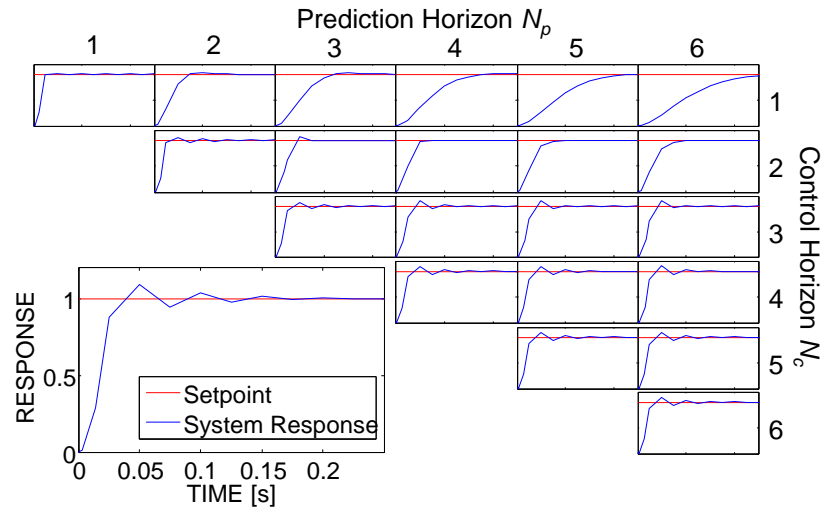 Prediction Horizon Np
1 2 3 4 5 6
1
2
3
4
5
6
Control Horizon Nc
RESPONSE
1
0.5
0
Setpoint
System Response
0 0.05 0.1 0.15 0.2
TIME [s]